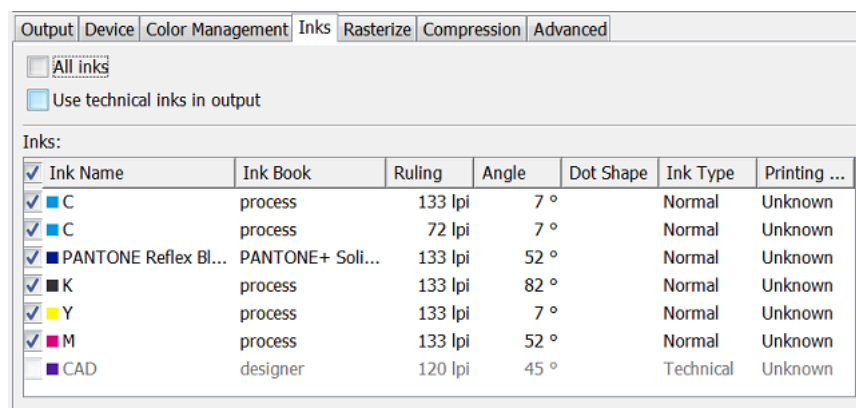 Output Device Color Management Inks Rasterize Compression Advanced
All inks
Use technical inks in output
Inks:
Ink Name Ink Book Ruling Angle Dot Shape Ink Type Printing ...
C process 133 lpi 7 ° Normal Unknown
C process 72 lpi 7 ° Normal Unknown
PANTONE Reflex Bl... PANTONE+ Soli... 133 lpi 52 ° Normal Unknown
K process 133 lpi 82 ° Normal Unknown
Y process 133 lpi 7 ° Normal Unknown
M process 133 lpi 52 ° Normal Unknown
CAD designer 120 lpi 45 ° Technical Unknown